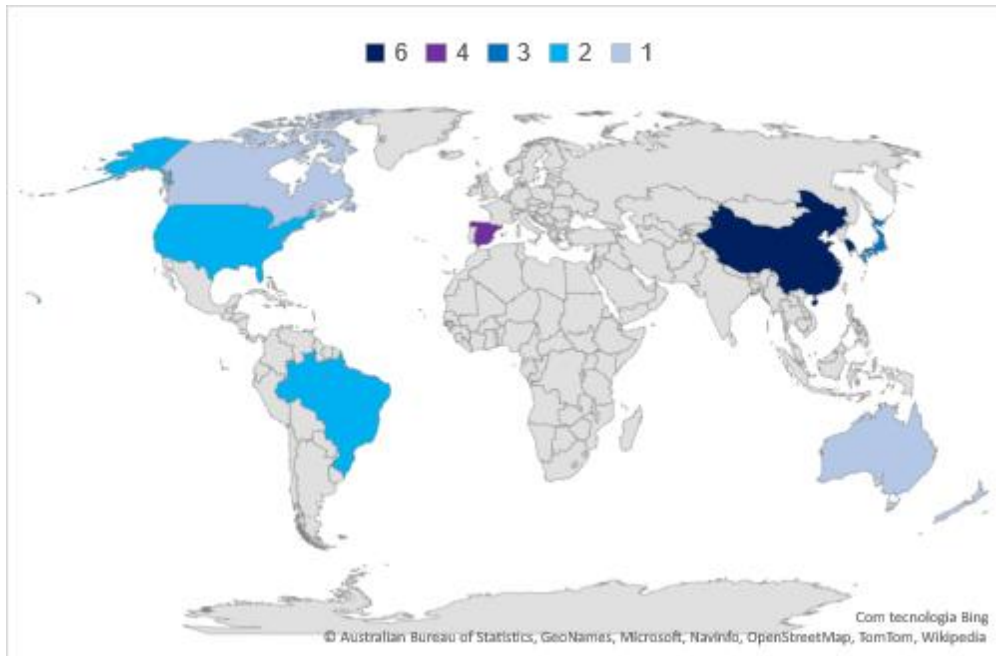 6 4 3 2 1
Com tecnologia Bing
© Australian Bureau of Statistics, GeoNames, Microsoft, Navinfo, OpenStreetMap, TomTom, Wikipedia